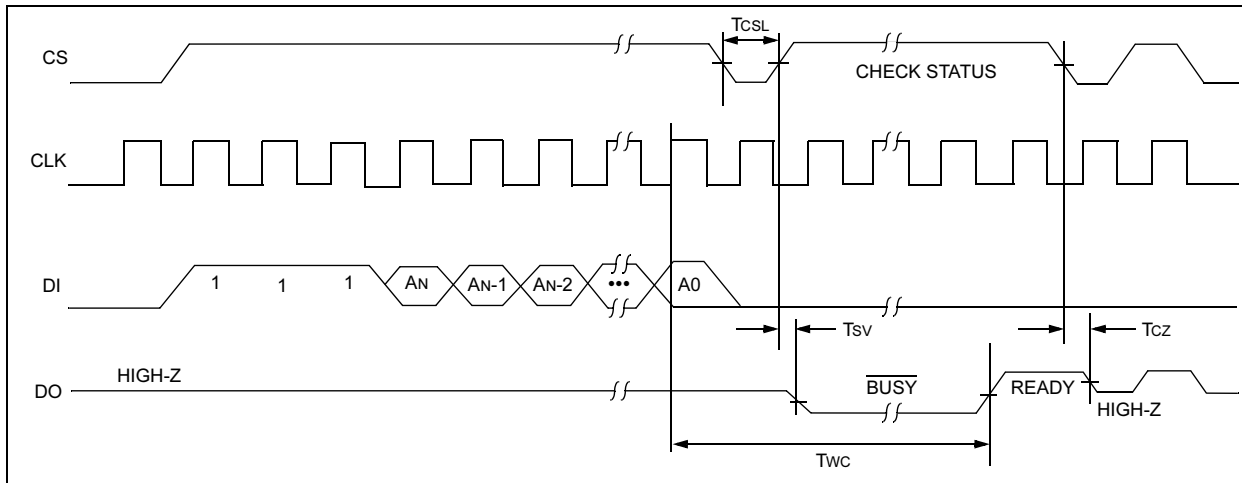 TCSL
CS
CHECK STATUS
CLK
DI
1 1 1 AN AN-1 AN-2 ••• A0
TSV
TCZ
DO
HIGH-Z
BUSY
READY
HIGH-Z
TWC